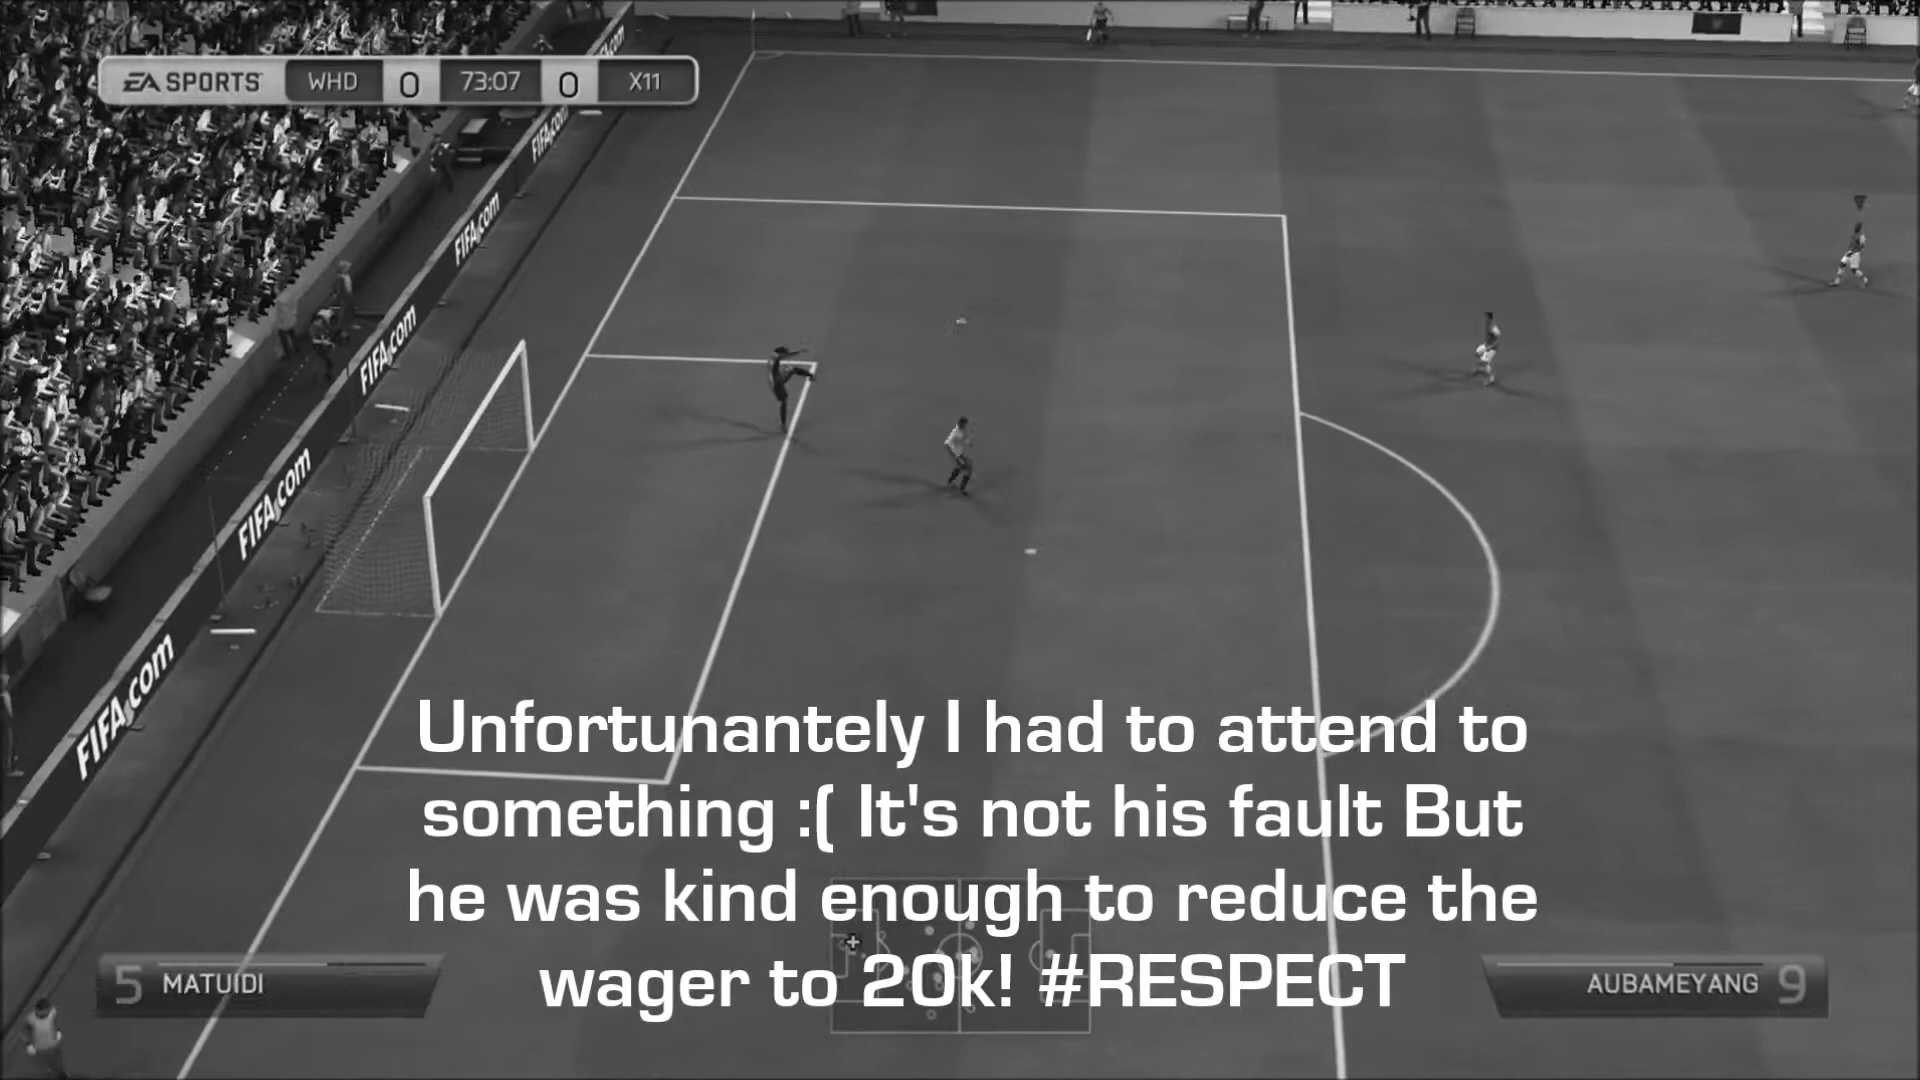 FIFA.com
EA SPORTS WHD 0 73:07 0 X11
FIFA.com
FIFA.com
FIFA.com
FIFA.com
FIFA.com
Unfortunantely I had to attend to
something :( It's not his fault But
he was kind enough to reduce the
wager to 20k! #RESPECT
5 MATUIDI
AUBAMEYANG 9